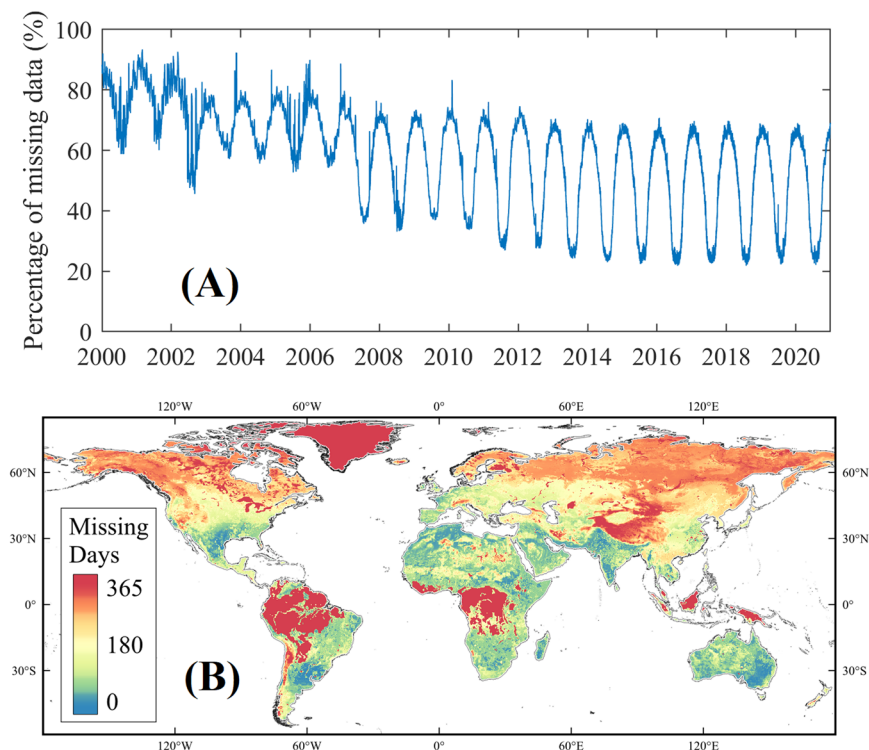 Percentage of missing data (%)
100
80
60
40
20
0
(A)
2000 2002 2004 2006 2008 2010 2012 2014 2016 2018 2020
120°W 60°W 0° 60°E 120°E
60°N 60°N
30°N 30°N
0° 0°
30°S 30°S
Missing
Days
365
180
0
(B)
120°W 60°W 0° 60°E 120°E